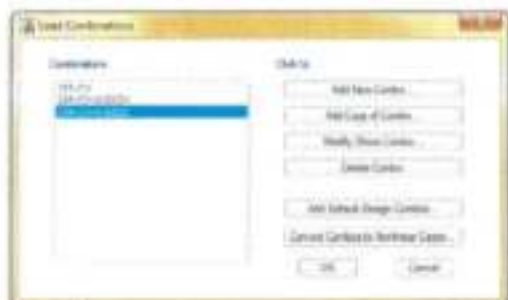 Load Combinations
Combinations
Click to:
Add New Combo...
Add Copy of Combo...
Modify/Show Combo...
Delete Combo
Add Default Design Combos...
Convert Combos to Nonlinear Cases...
OK
Cancel